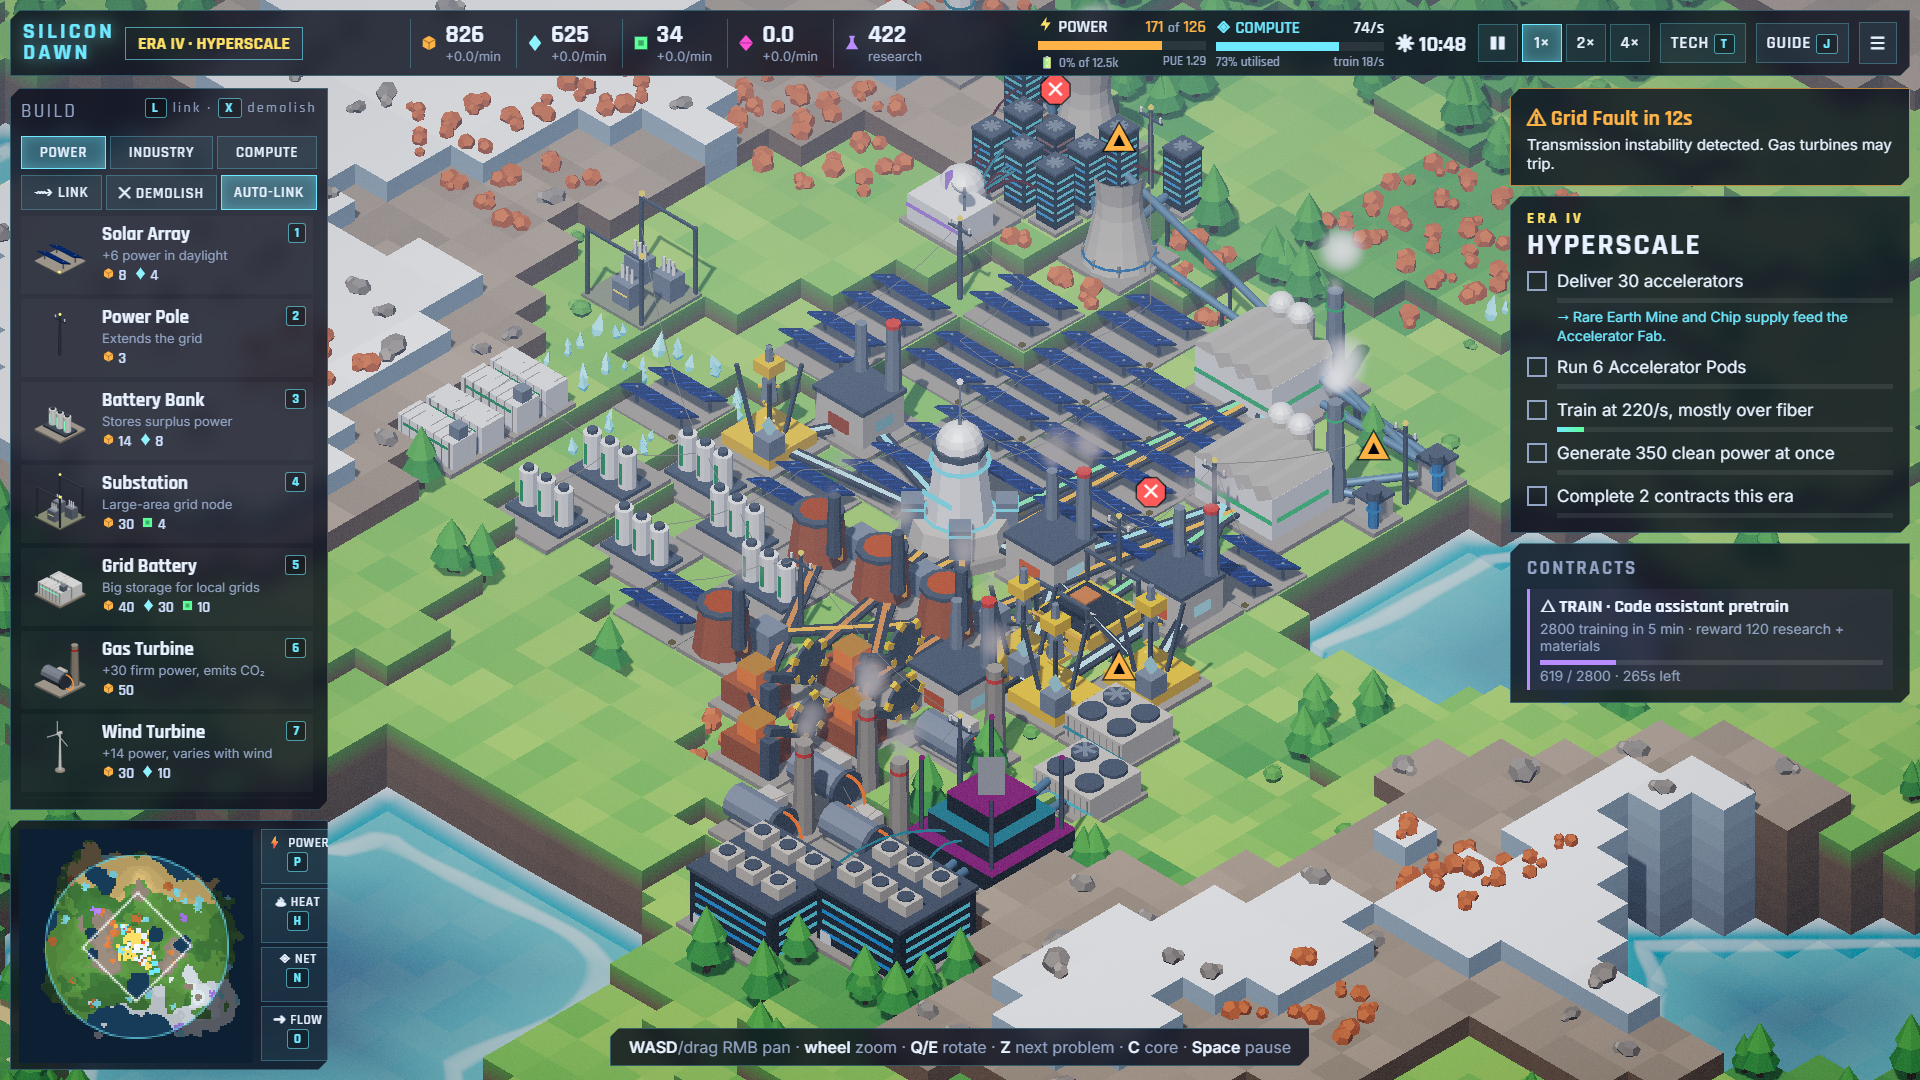 SILICON
DAWN
ERA IV · HYPERSCALE
826
+0.0/min
625
+0.0/min
34
+0.0/min
0.0
+0.0/min
422
research
POWER 171 of 126
0% of 12.5k PUE 1.29
COMPUTE 74/s
73% utilised train 18/s
10:48
1×
2×
4×
TECH T
GUIDE J
BUILD L link · X demolish
POWER INDUSTRY COMPUTE
LINK DEMOLISH AUTO-LINK
Solar Array 1
+6 power in daylight
8 4
Power Pole 2
Extends the grid
3
Battery Bank 3
Stores surplus power
14 8
Substation 4
Large-area grid node
30 4
Grid Battery 5
Big storage for local grids
40 30 10
Gas Turbine 6
+30 firm power, emits CO₂
50
Wind Turbine 7
+14 power, varies with wind
30 10
POWER
P
HEAT
H
NET
N
FLOW
O
Grid Fault in 12s
Transmission instability detected. Gas turbines may
trip.
ERA IV
HYPERSCALE
Deliver 30 accelerators
→ Rare Earth Mine and Chip supply feed the
Accelerator Fab.
Run 6 Accelerator Pods
Train at 220/s, mostly over fiber
Generate 350 clean power at once
Complete 2 contracts this era
CONTRACTS
TRAIN · Code assistant pretrain
2800 training in 5 min · reward 120 research +
materials
619 / 2800 · 265s left
WASD/drag RMB pan · wheel zoom · Q/E rotate · Z next problem · C core · Space pause